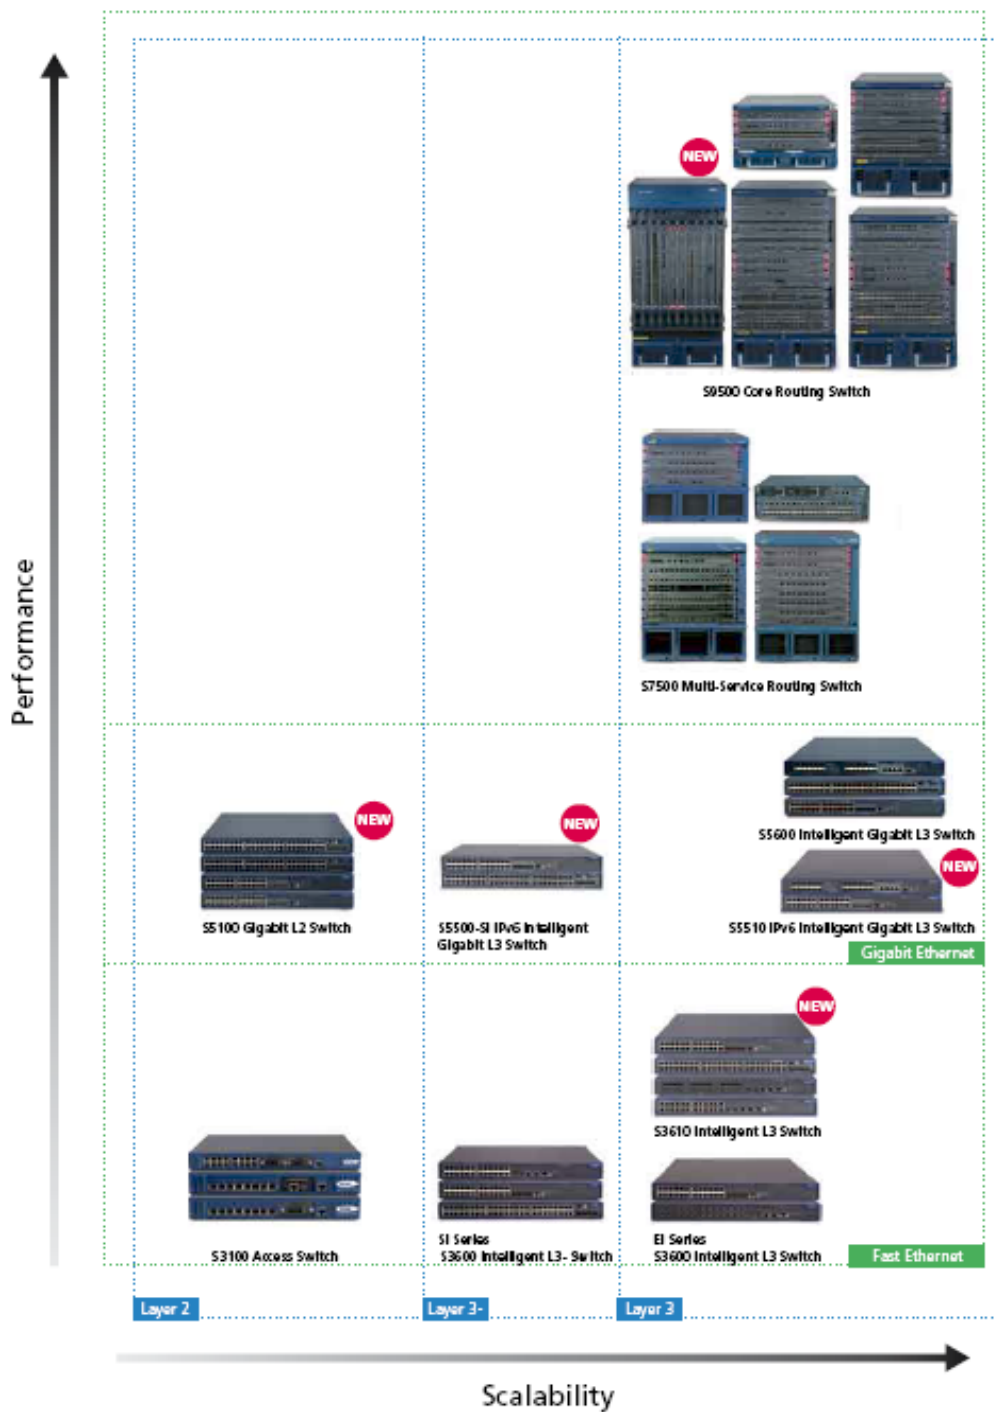 Performance
NEW
S9500 Core Routing Switch
S7500 Multi-Service Routing Switch
NEW
S5100 Gigabit L2 Switch
NEW
S5500-SI IPv6 Intelligent
Gigabit L3 Switch
S5600 Intelligent Gigabit L3 Switch
NEW
S5510 IPv6 Intelligent Gigabit L3 Switch
Gigabit Ethernet
NEW
S3610 Intelligent L3 Switch
S3100 Access Switch
SI Series
S3600 Intelligent L3- Switch
EI Series
S3600 Intelligent L3 Switch
Fast Ethernet
Layer 2
Layer 3-
Layer 3
Scalability